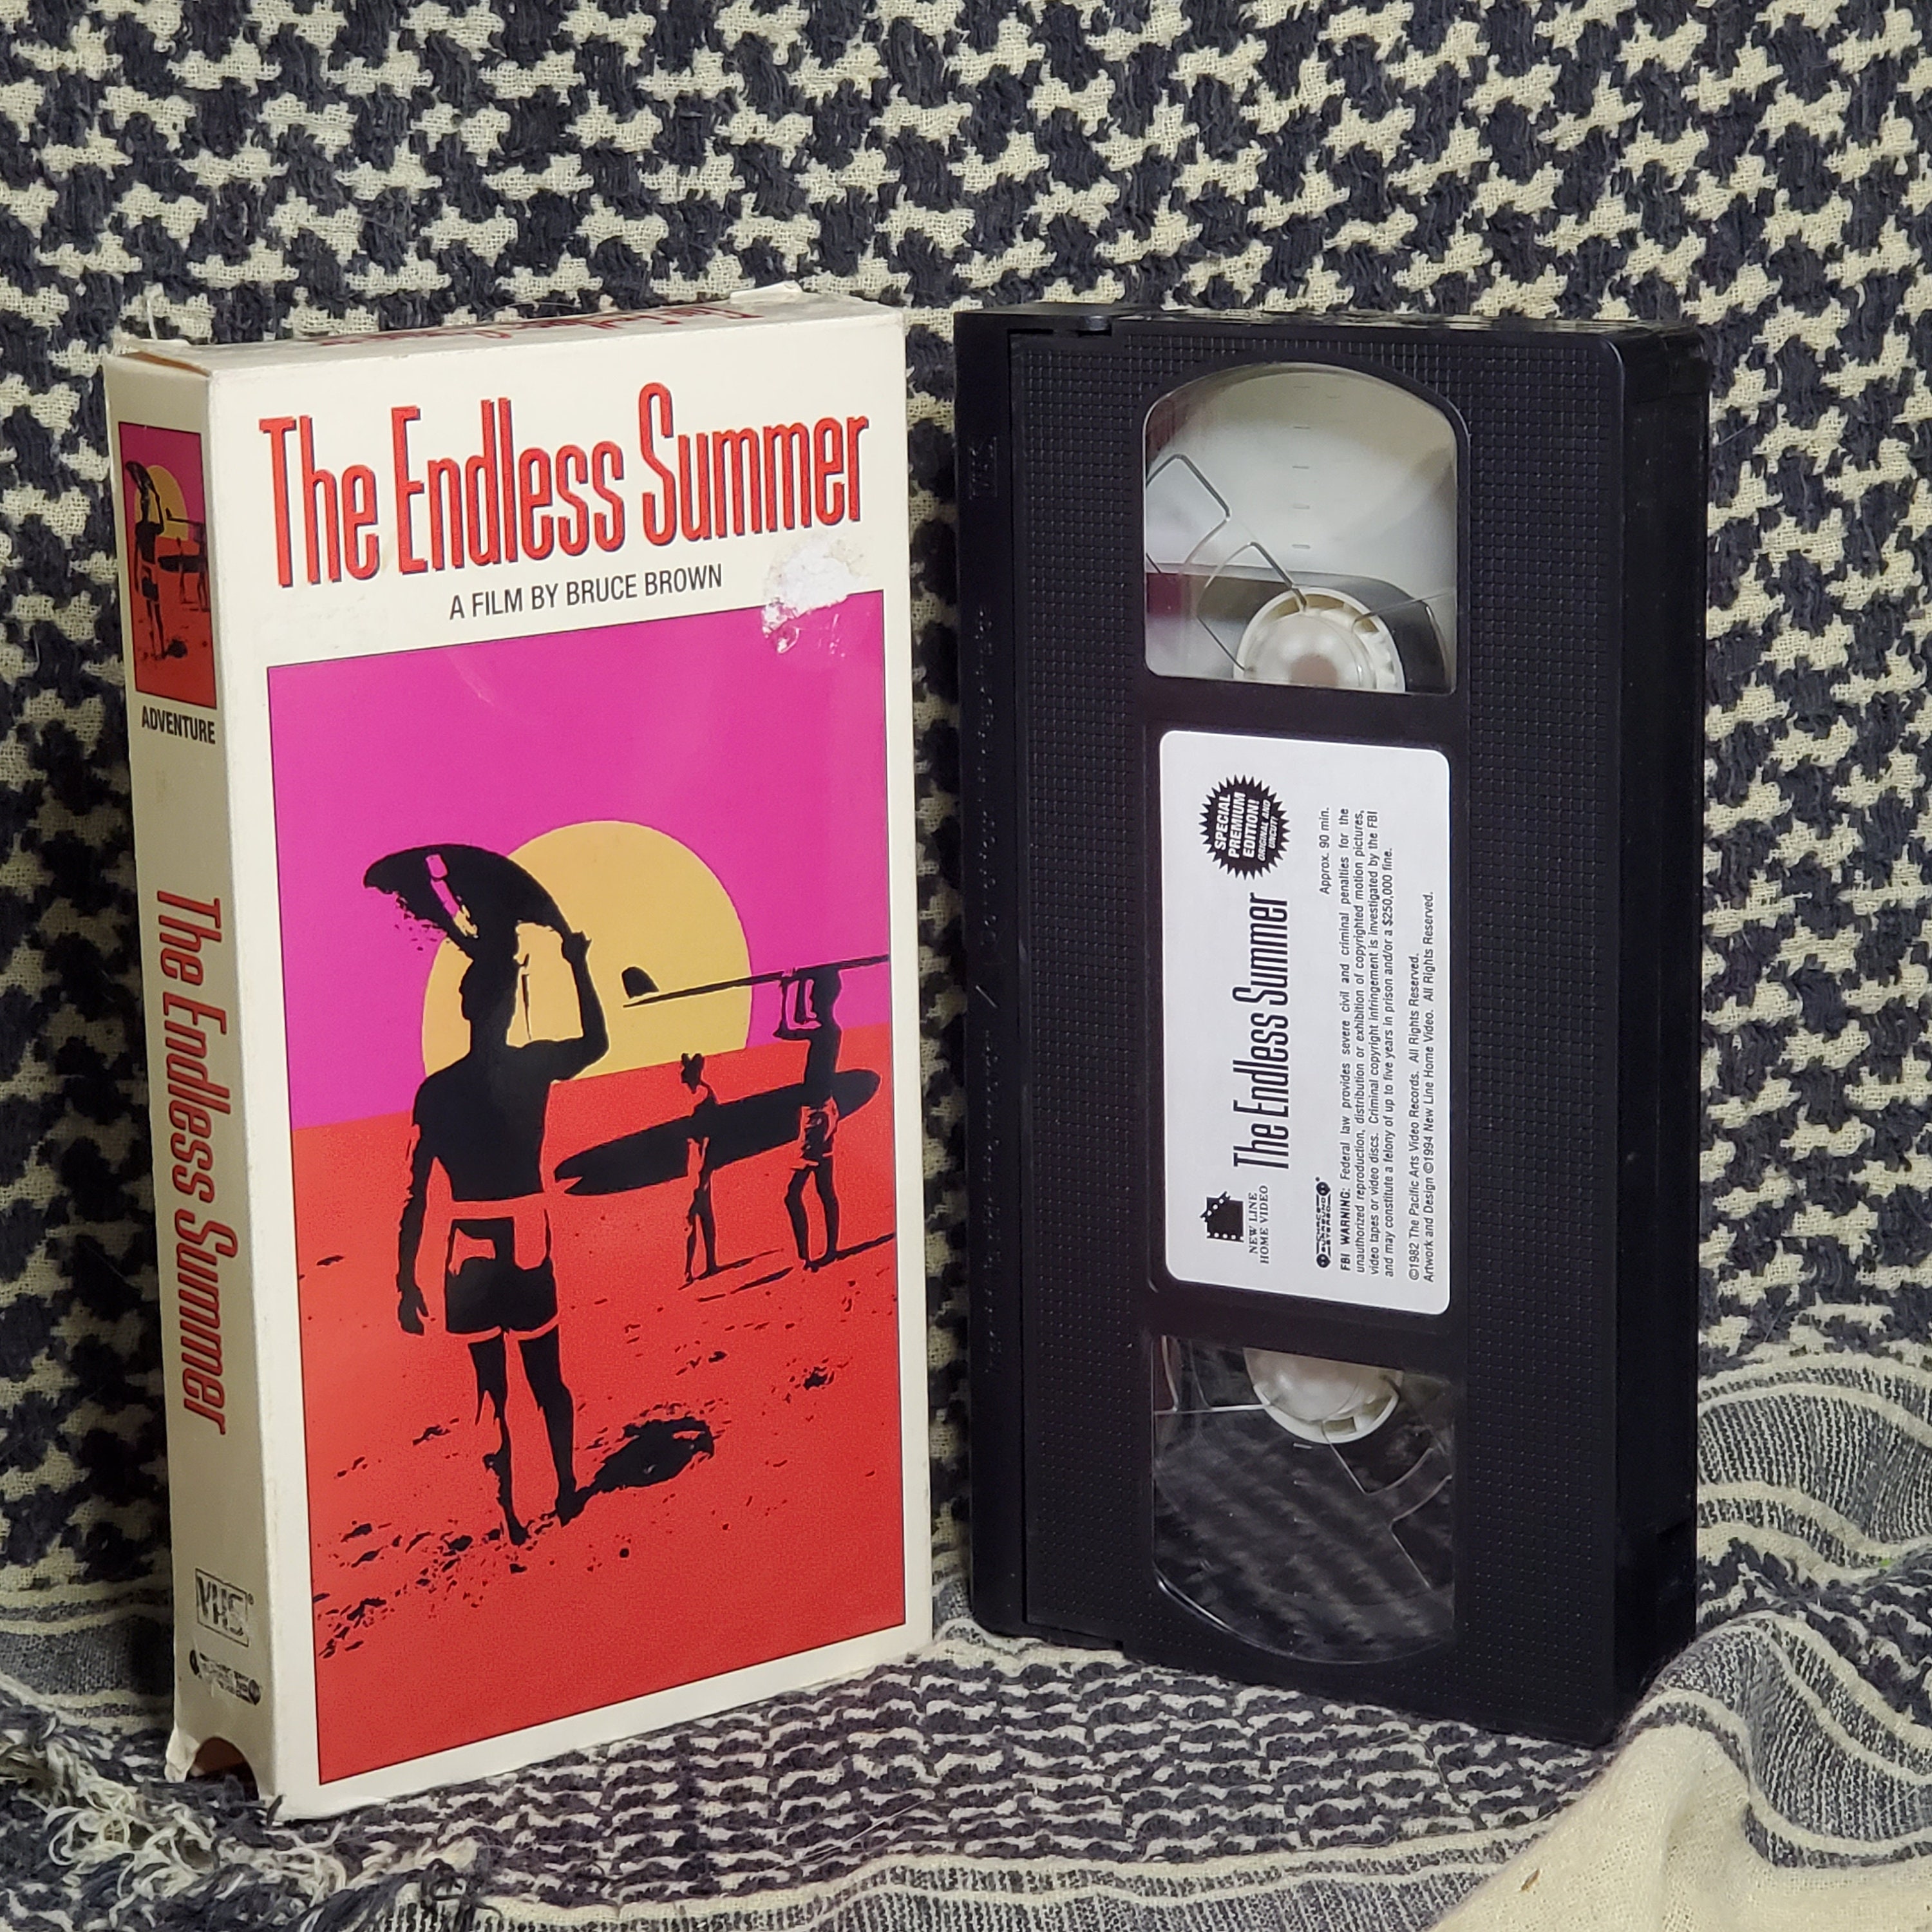 The Endless Summer
A FILM BY BRUCE BROWN
ADVENTURE
The Endless Summer
VHS
SPECIAL
PREMIUM
EDITION!
ORIGINAL AND
UNCUT!
The Endless Summer
NEW LINE
HOME VIDEO
Approx. 90 min.
FBI WARNING: Federal law provides severe civil and criminal penalties for the
unauthorized reproduction, distribution or exhibition of copyrighted motion pictures,
video tapes or video discs. Criminal copyright infringement is investigated by the FBI
and may constitute a felony of up to five years in prison and/or a $250,000 fine.
©1982 The Pacific Arts Video Records. All Rights Reserved.
Artwork and Design ©1994 New Line Home Video. All Rights Reserved.